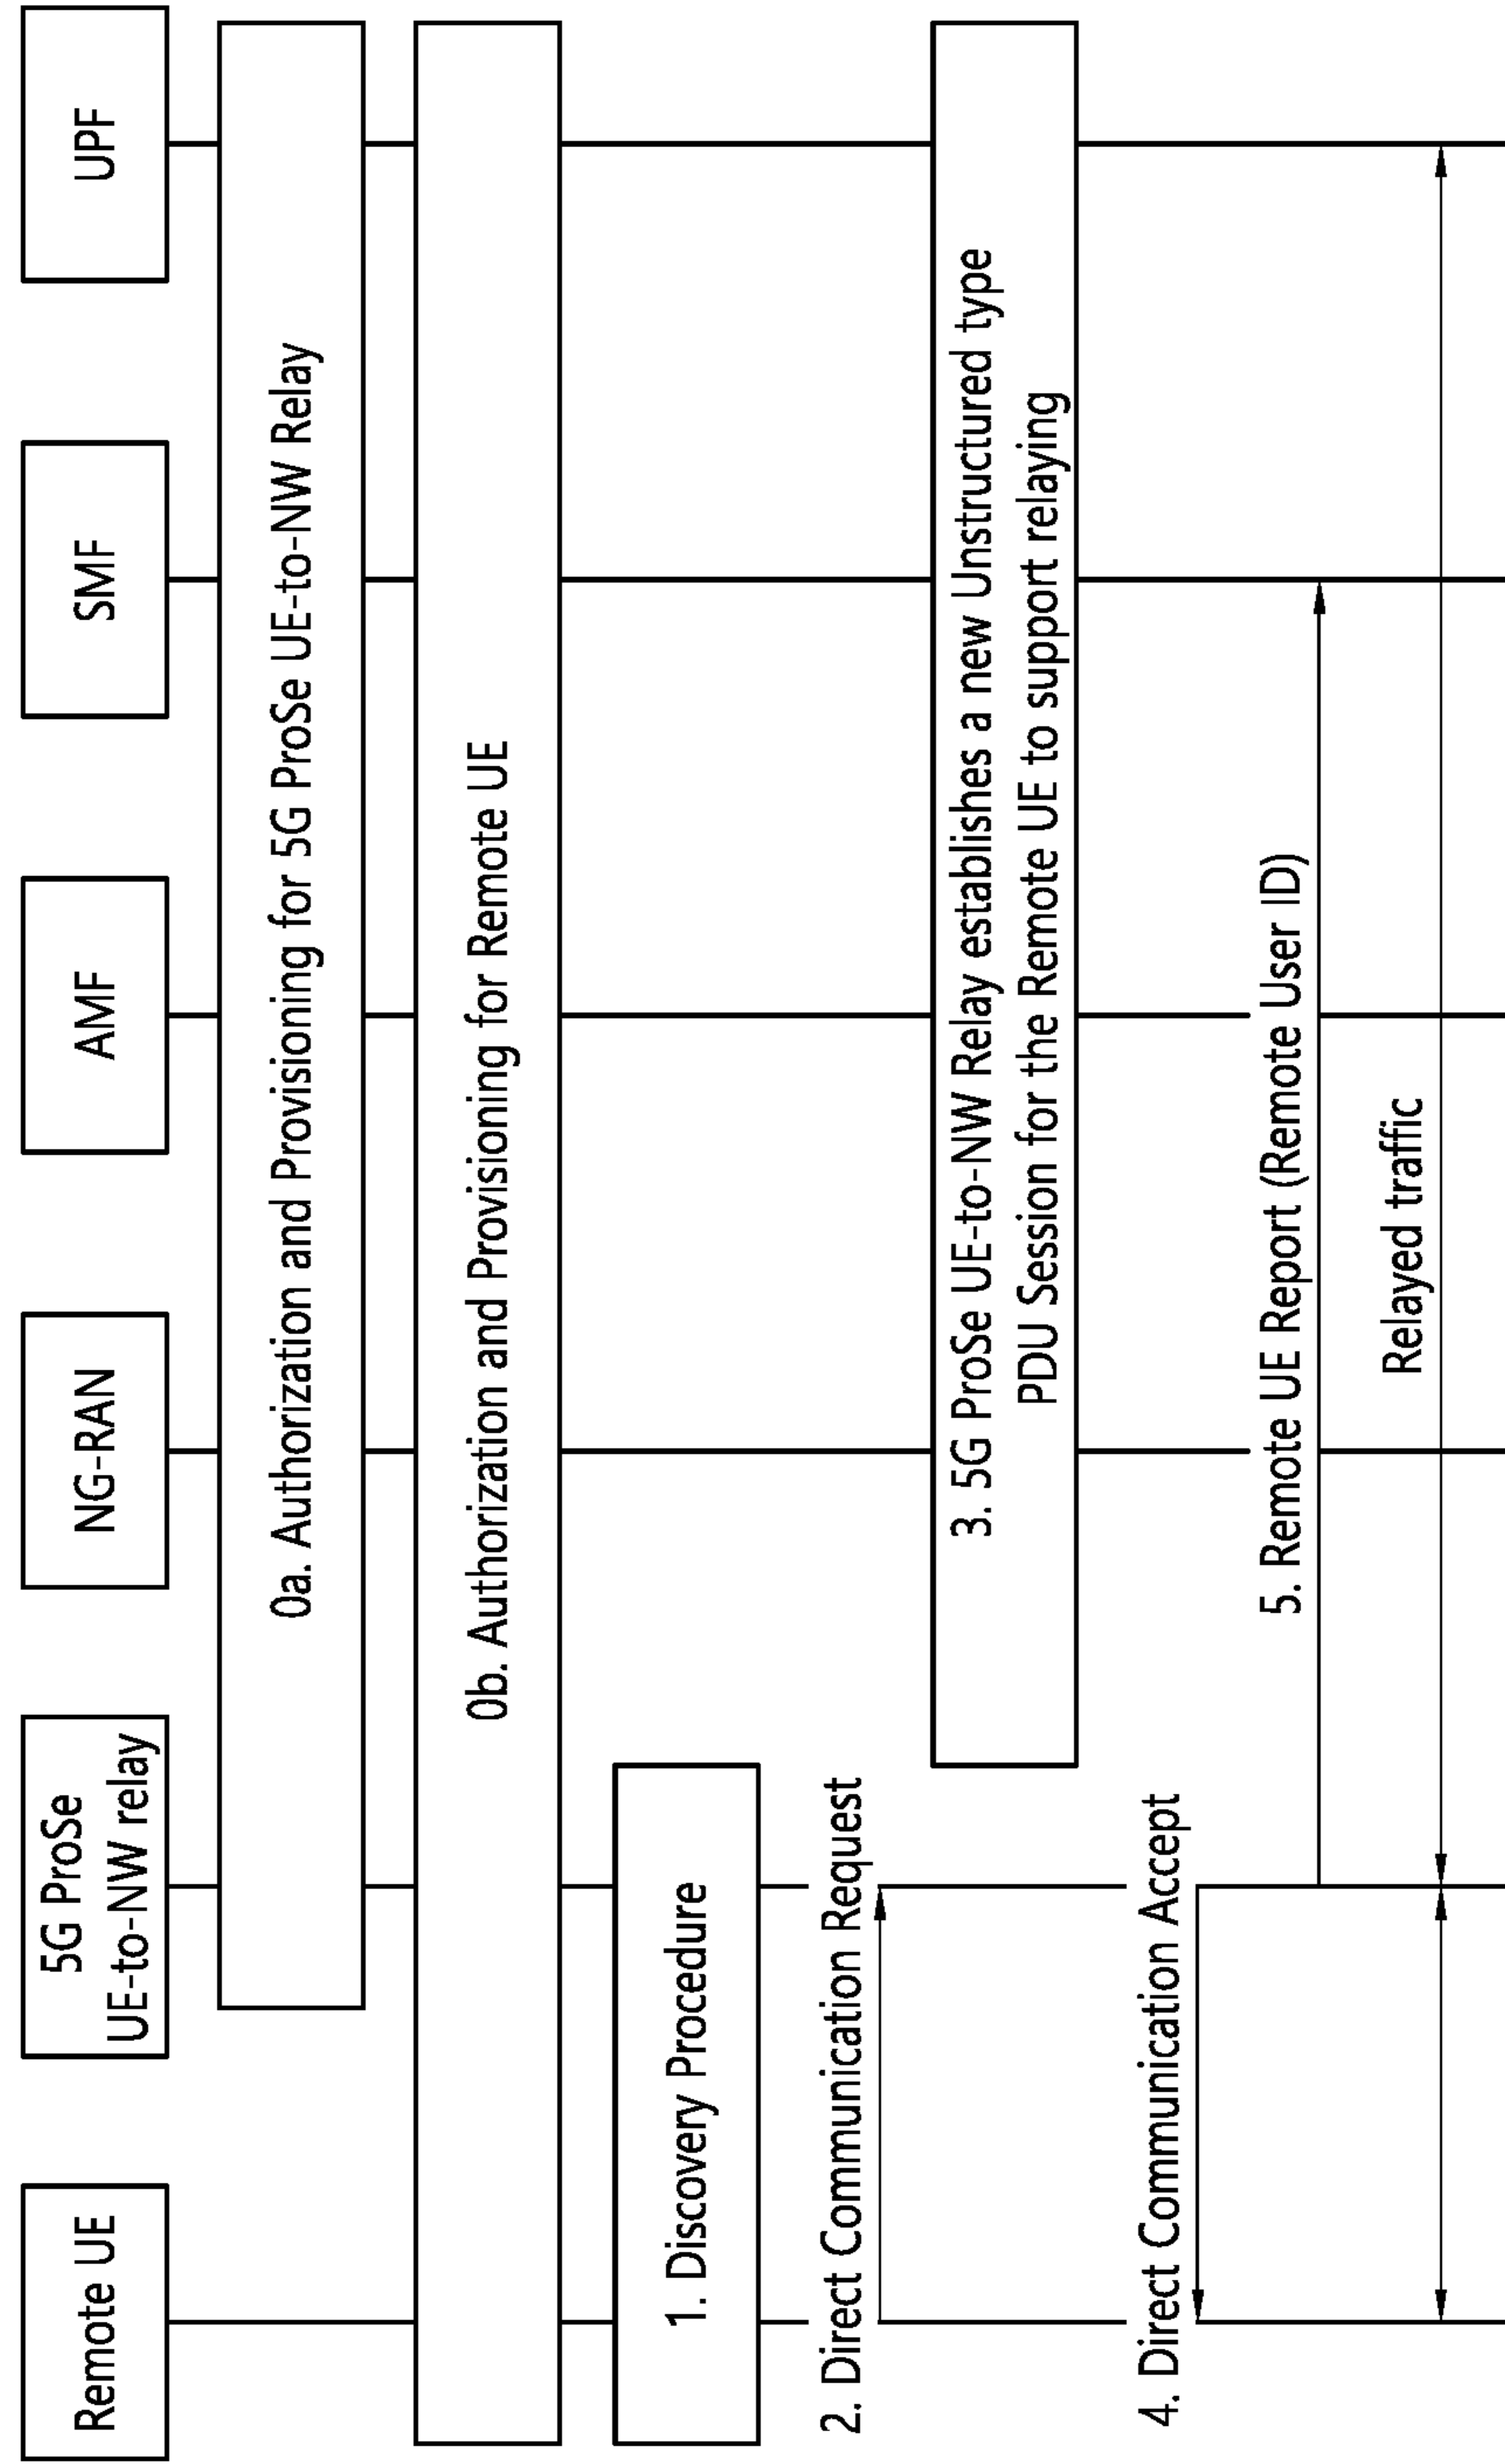 Remote UE
5G ProSe
UE-to-NW relay
NG-RAN
AMF
SMF
UPF
0a. Authorization and Provisioning for 5G ProSe UE-to-NW Relay
0b. Authorization and Provisioning for Remote UE
1. Discovery Procedure
2. Direct Communication Request
3. 5G ProSe UE-to-NW Relay establishes a new Unstructured type
PDU Session for the Remote UE to support relaying
4. Direct Communication Accept
5. Remote UE Report (Remote User ID)
Relayed traffic